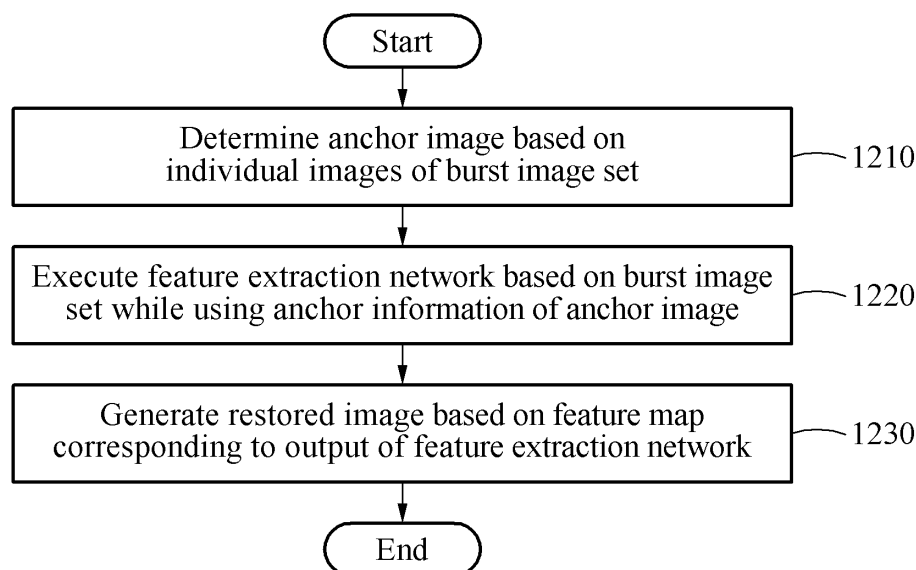 Start
Determine anchor image based on
individual images of burst image set
1210
Execute feature extraction network based on burst image
set while using anchor information of anchor image
1220
Generate restored image based on feature map
corresponding to output of feature extraction network
1230
End